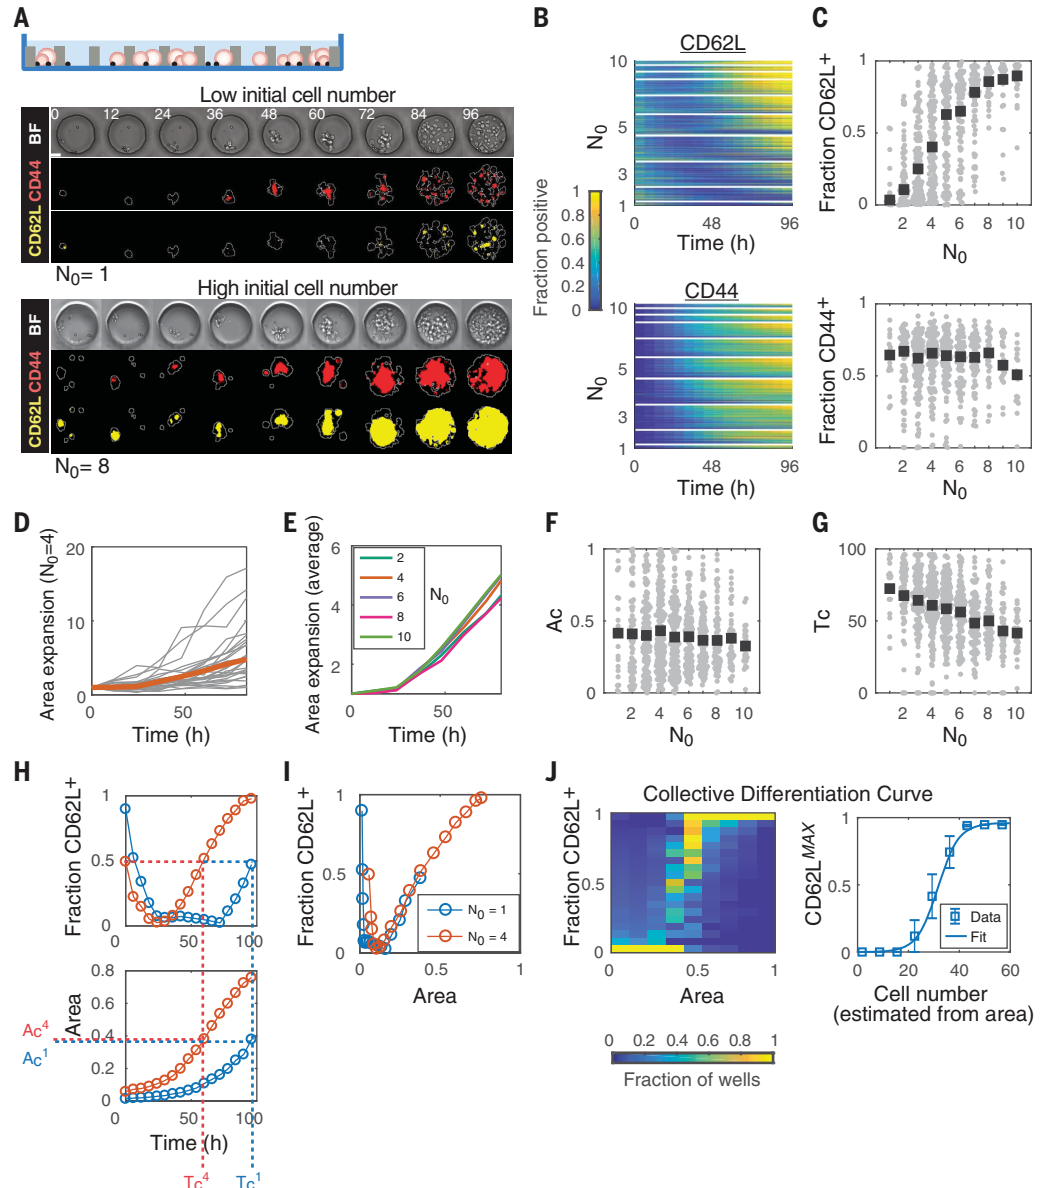 A
Low initial cell number
BF
0 12 24 36 48 60 72 84 96
CD62L CD44
N0= 1
High initial cell number
BF
CD62L CD44
N0= 8
B
CD62L
10
5
3
1
N0
0 48 96
Time (h)
Fraction positive
1
0.8
0.6
0.4
0.2
0
CD44
10
5
3
1
N0
0 48 96
Time (h)
C
Fraction CD62L+
1
0.5
0
2 4 6 8 10
N0
Fraction CD44+
1
0.5
0
2 4 6 8 10
N0
D
Area expansion (N0=4)
20
10
0
0 50
Time (h)
E
Area expansion (average)
6
4
2
2
4
6
8
10
N0
0 50
Time (h)
F
Ac
1
0.5
0
2 4 6 8 10
N0
G
Tc
100
50
0
2 4 6 8 10
N0
H
Fraction CD62L+
1
0.5
0
0 50 100
Area
0.8
0.6
0.4
0.2
0
Ac4
Ac1
0 50 100
Time (h)
Tc4 Tc1
I
Fraction CD62L+
1
0.5
0
N0 = 1
N0 = 4
0 0.5 1
Area
J
Collective Differentiation Curve
Fraction CD62L+
1
0.5
0
0 0.5 1
Area
0 0.2 0.4 0.6 0.8 1
Fraction of wells
CD62LMAX
1
0.5
0
Data
Fit
0 20 40 60
Cell number
(estimated from area)